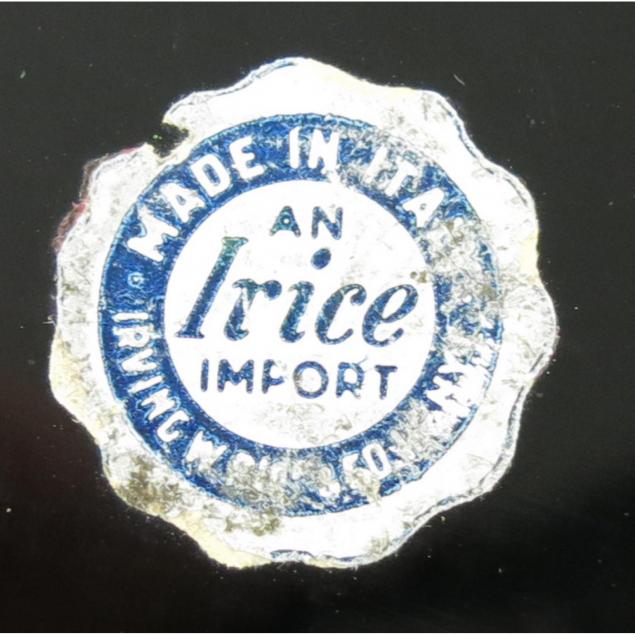 MADE IN ITA
AN
Irice
IMPORT
IRVING W.